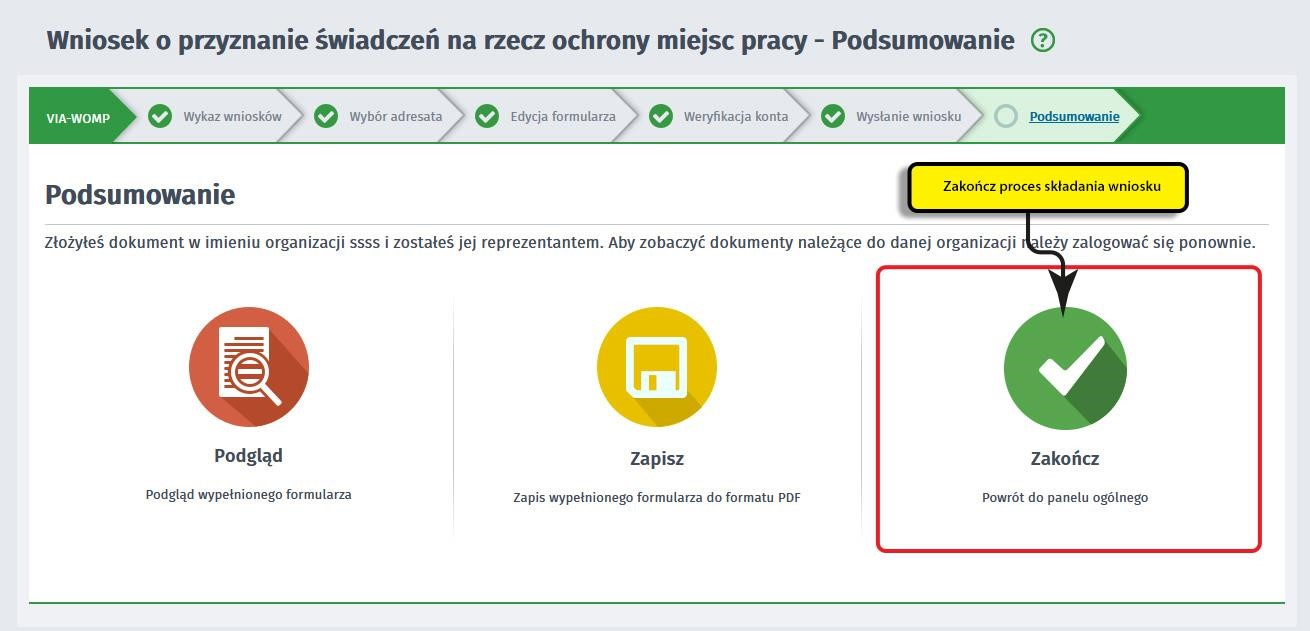 Wniosek o przyznanie świadczeń na rzecz ochrony miejsc pracy - Podsumowanie ?
VIA-WOMP Wykaz wniosków Wybór adresata Edycja formularza Weryfikacja konta Wysłanie wniosku Podsumowanie
Zakończ proces składania wniosku
Podsumowanie
Złożyłeś dokument w imieniu organizacji ssss i zostałeś jej reprezentantem. Aby zobaczyć dokumenty należące do danej organizacji należy zalogować się ponownie.
Podgląd
Podgląd wypełnionego formularza
Zapisz
Zapis wypełnionego formularza do formatu PDF
Zakończ
Powrót do panelu ogólnego